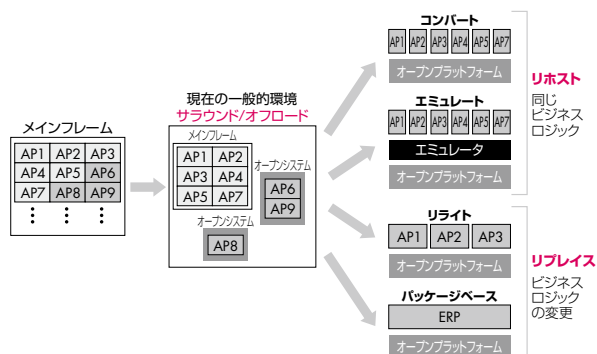 メインフレーム
AP1 AP2 AP3
AP4 AP5 AP6
AP7 AP8 AP9
現在の一般的環境
サラウンド/オフロード
メインフレーム
AP1 AP2
AP3 AP4
AP5 AP7
オープンシステム
AP6
AP9
オープンシステム
AP8
コンバート
AP1 AP2 AP3 AP4 AP5 AP7
オープンプラットフォーム
エミュレート
AP1 AP2 AP3 AP4 AP5 AP7
エミュレータ
オープンプラットフォーム
リホスト
同じ
ビジネス
ロジック
リライト
AP1 AP2 AP3
オープンプラットフォーム
パッケージベース
ERP
オープンプラットフォーム
リプレイス
ビジネス
ロジック
の変更